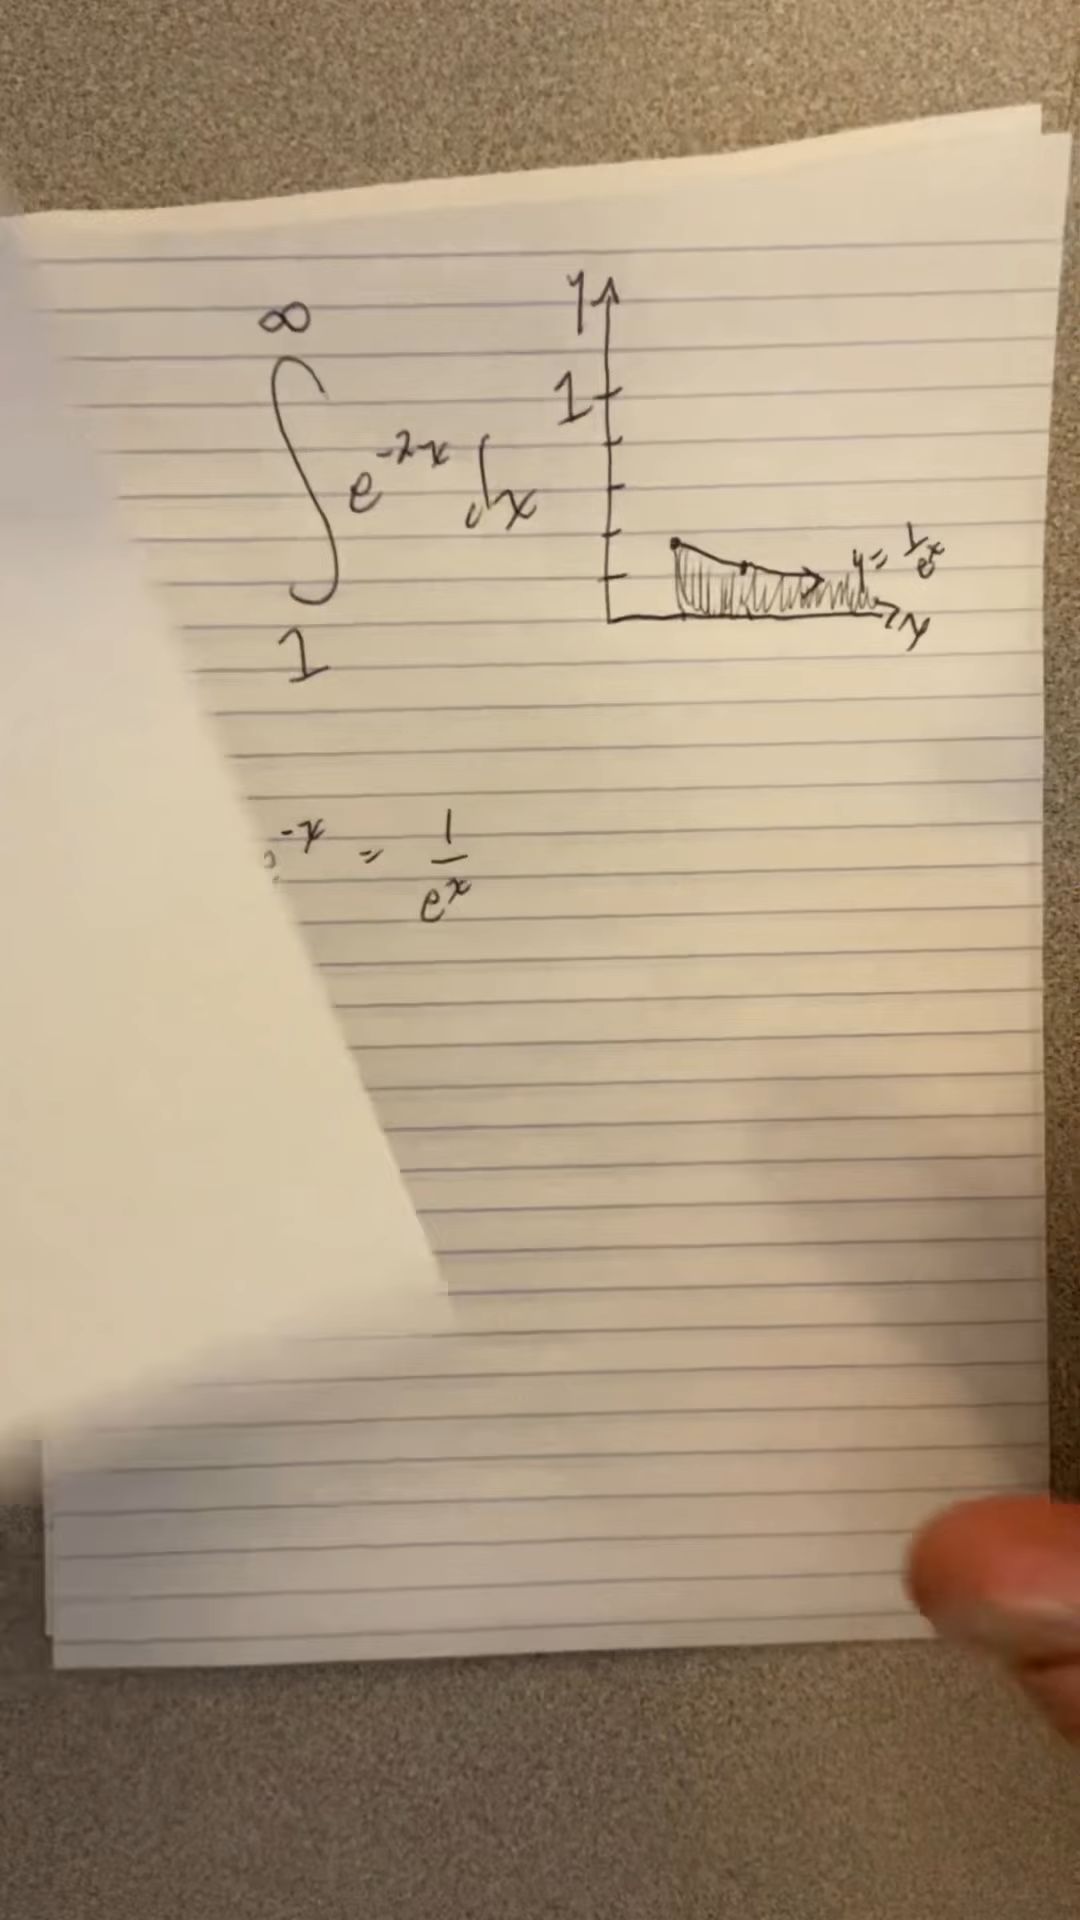 ∞
∫ e^{-2x} dx
1
y
1
y = 1/e^x
x
e^{-x} = 1/e^x